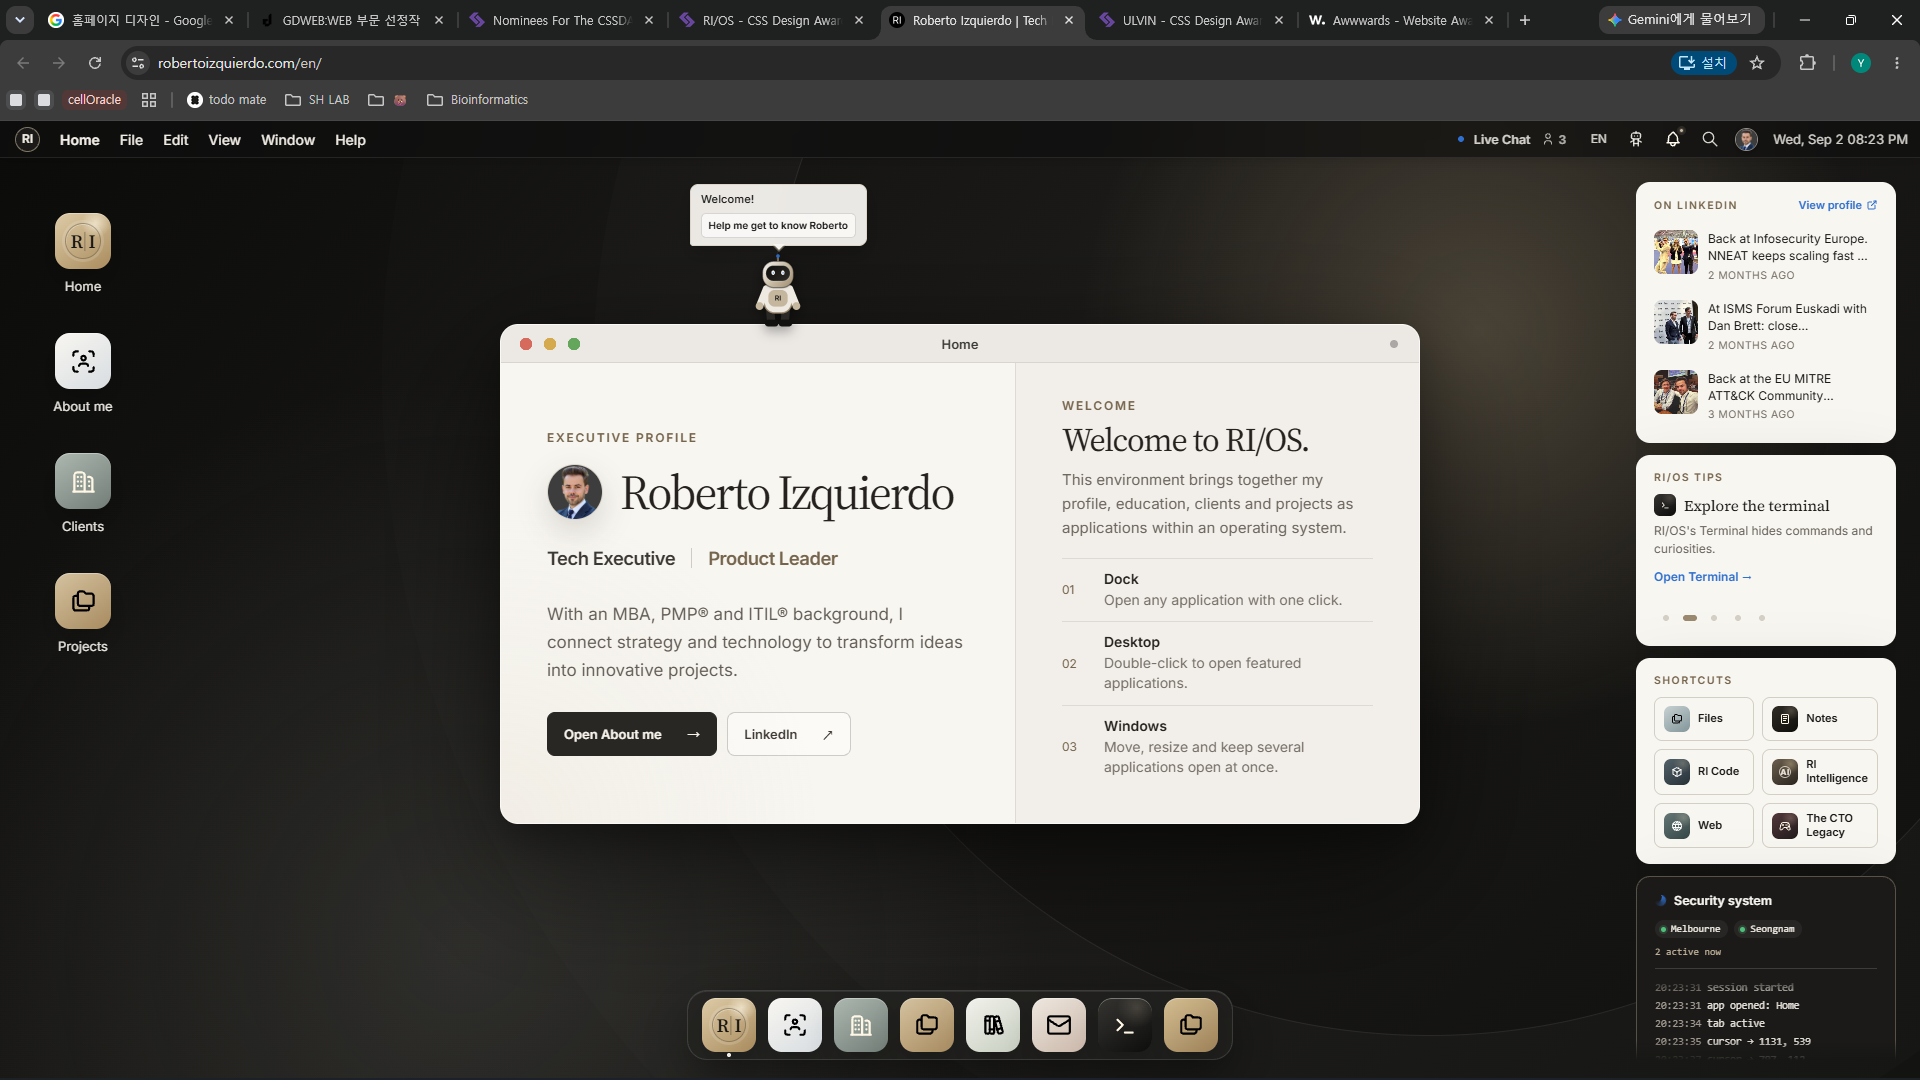 홈페이지 디자인 - Google
GDWEB:WEB 부문 선정작
Nominees For The CSSDA
RI/OS - CSS Design Awar
Roberto Izquierdo | Tech
ULVIN - CSS Design Awar
W. Awwwards - Website Awa
Gemini에게 물어보기
robertoizquierdo.com/en/
설치
Y
cellOracle
todo mate
SH LAB
Bioinformatics
RI
Home
File
Edit
View
Window
Help
Live Chat
3
EN
Wed, Sep 2 08:23 PM
RI
Home
About me
Clients
Projects
Welcome!
Help me get to know Roberto
RI
Home
EXECUTIVE PROFILE
Roberto Izquierdo
Tech Executive
Product Leader
With an MBA, PMP® and ITIL® background, I
connect strategy and technology to transform ideas
into innovative projects.
Open About me →
LinkedIn ↗
WELCOME
Welcome to RI/OS.
This environment brings together my
profile, education, clients and projects as
applications within an operating system.
01
Dock
Open any application with one click.
02
Desktop
Double-click to open featured
applications.
03
Windows
Move, resize and keep several
applications open at once.
ON LINKEDIN
View profile
Back at Infosecurity Europe.
NNEAT keeps scaling fast ...
2 MONTHS AGO
At ISMS Forum Euskadi with
Dan Brett: close...
2 MONTHS AGO
Back at the EU MITRE
ATT&CK Community...
3 MONTHS AGO
RI/OS TIPS
Explore the terminal
RI/OS's Terminal hides commands and
curiosities.
Open Terminal →
SHORTCUTS
Files
Notes
RI Code
AI
RI
Intelligence
Web
The CTO
Legacy
Security system
Melbourne
Seongnam
2 active now
20:23:31 session started
20:23:31 app opened: Home
20:23:34 tab active
20:23:35 cursor → 1131, 539
RI